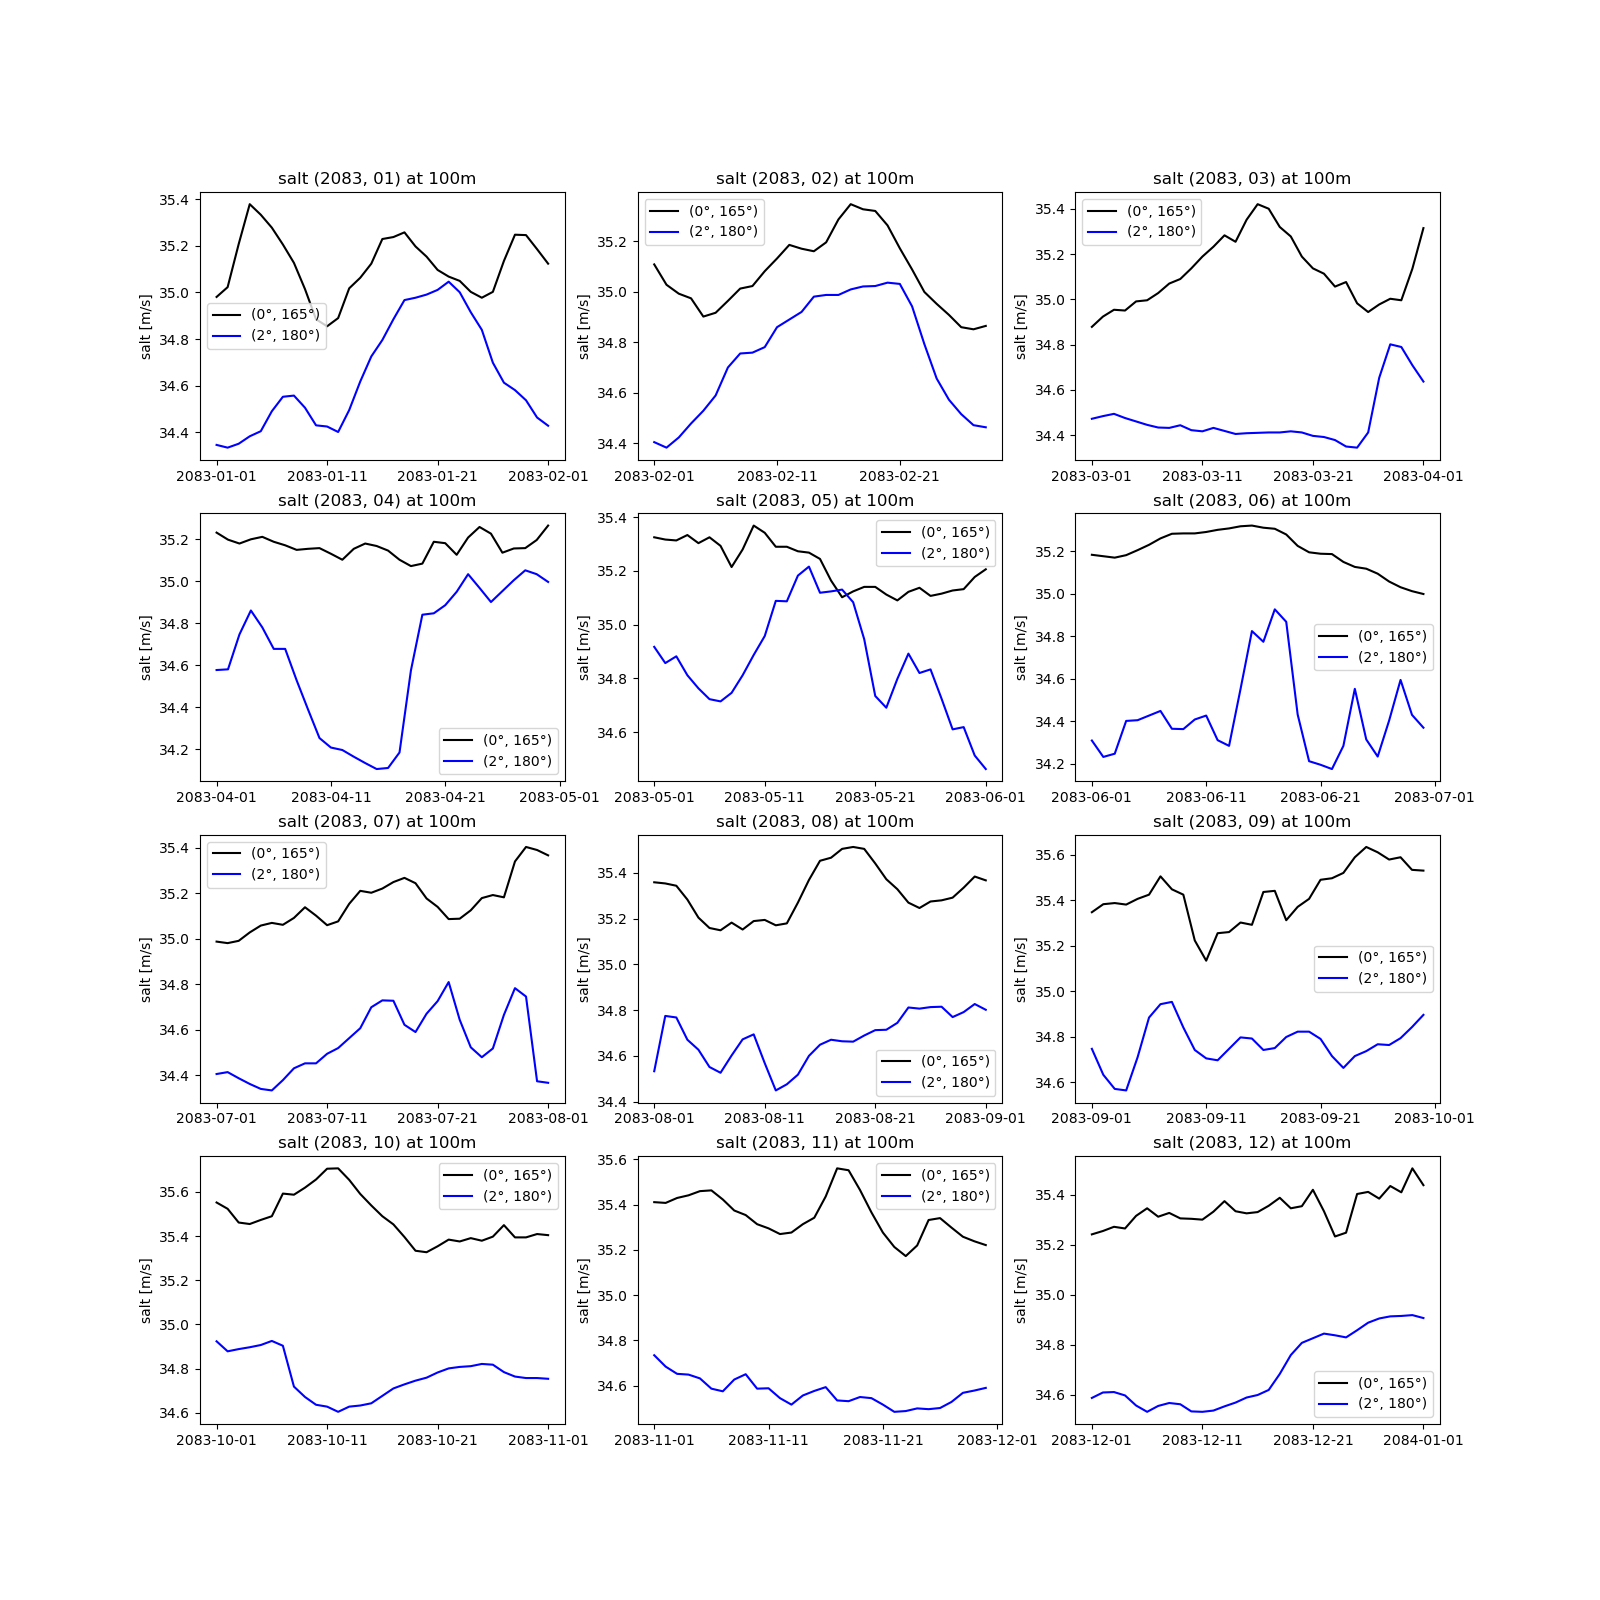 salt (2083, 01) at 100m
salt [m/s]
35.4
35.2
35.0
34.8
34.6
34.4
(0°, 165°)
(2°, 180°)
2083-01-01 2083-01-11 2083-01-21 2083-02-01
salt (2083, 02) at 100m
salt [m/s]
35.2
35.0
34.8
34.6
34.4
(0°, 165°)
(2°, 180°)
2083-02-01 2083-02-11 2083-02-21
salt (2083, 03) at 100m
salt [m/s]
35.4
35.2
35.0
34.8
34.6
34.4
(0°, 165°)
(2°, 180°)
2083-03-01 2083-03-11 2083-03-21 2083-04-01
salt (2083, 04) at 100m
salt [m/s]
35.2
35.0
34.8
34.6
34.4
34.2
(0°, 165°)
(2°, 180°)
2083-04-01 2083-04-11 2083-04-21 2083-05-01
salt (2083, 05) at 100m
salt [m/s]
35.4
35.2
35.0
34.8
34.6
(0°, 165°)
(2°, 180°)
2083-05-01 2083-05-11 2083-05-21 2083-06-01
salt (2083, 06) at 100m
salt [m/s]
35.2
35.0
34.8
34.6
34.4
34.2
(0°, 165°)
(2°, 180°)
2083-06-01 2083-06-11 2083-06-21 2083-07-01
salt (2083, 07) at 100m
salt [m/s]
35.4
35.2
35.0
34.8
34.6
34.4
(0°, 165°)
(2°, 180°)
2083-07-01 2083-07-11 2083-07-21 2083-08-01
salt (2083, 08) at 100m
salt [m/s]
35.4
35.2
35.0
34.8
34.6
34.4
(0°, 165°)
(2°, 180°)
2083-08-01 2083-08-11 2083-08-21 2083-09-01
salt (2083, 09) at 100m
salt [m/s]
35.6
35.4
35.2
35.0
34.8
34.6
(0°, 165°)
(2°, 180°)
2083-09-01 2083-09-11 2083-09-21 2083-10-01
salt (2083, 10) at 100m
salt [m/s]
35.6
35.4
35.2
35.0
34.8
34.6
(0°, 165°)
(2°, 180°)
2083-10-01 2083-10-11 2083-10-21 2083-11-01
salt (2083, 11) at 100m
salt [m/s]
35.6
35.4
35.2
35.0
34.8
34.6
(0°, 165°)
(2°, 180°)
2083-11-01 2083-11-11 2083-11-21 2083-12-01
salt (2083, 12) at 100m
salt [m/s]
35.4
35.2
35.0
34.8
34.6
(0°, 165°)
(2°, 180°)
2083-12-01 2083-12-11 2083-12-21 2084-01-01